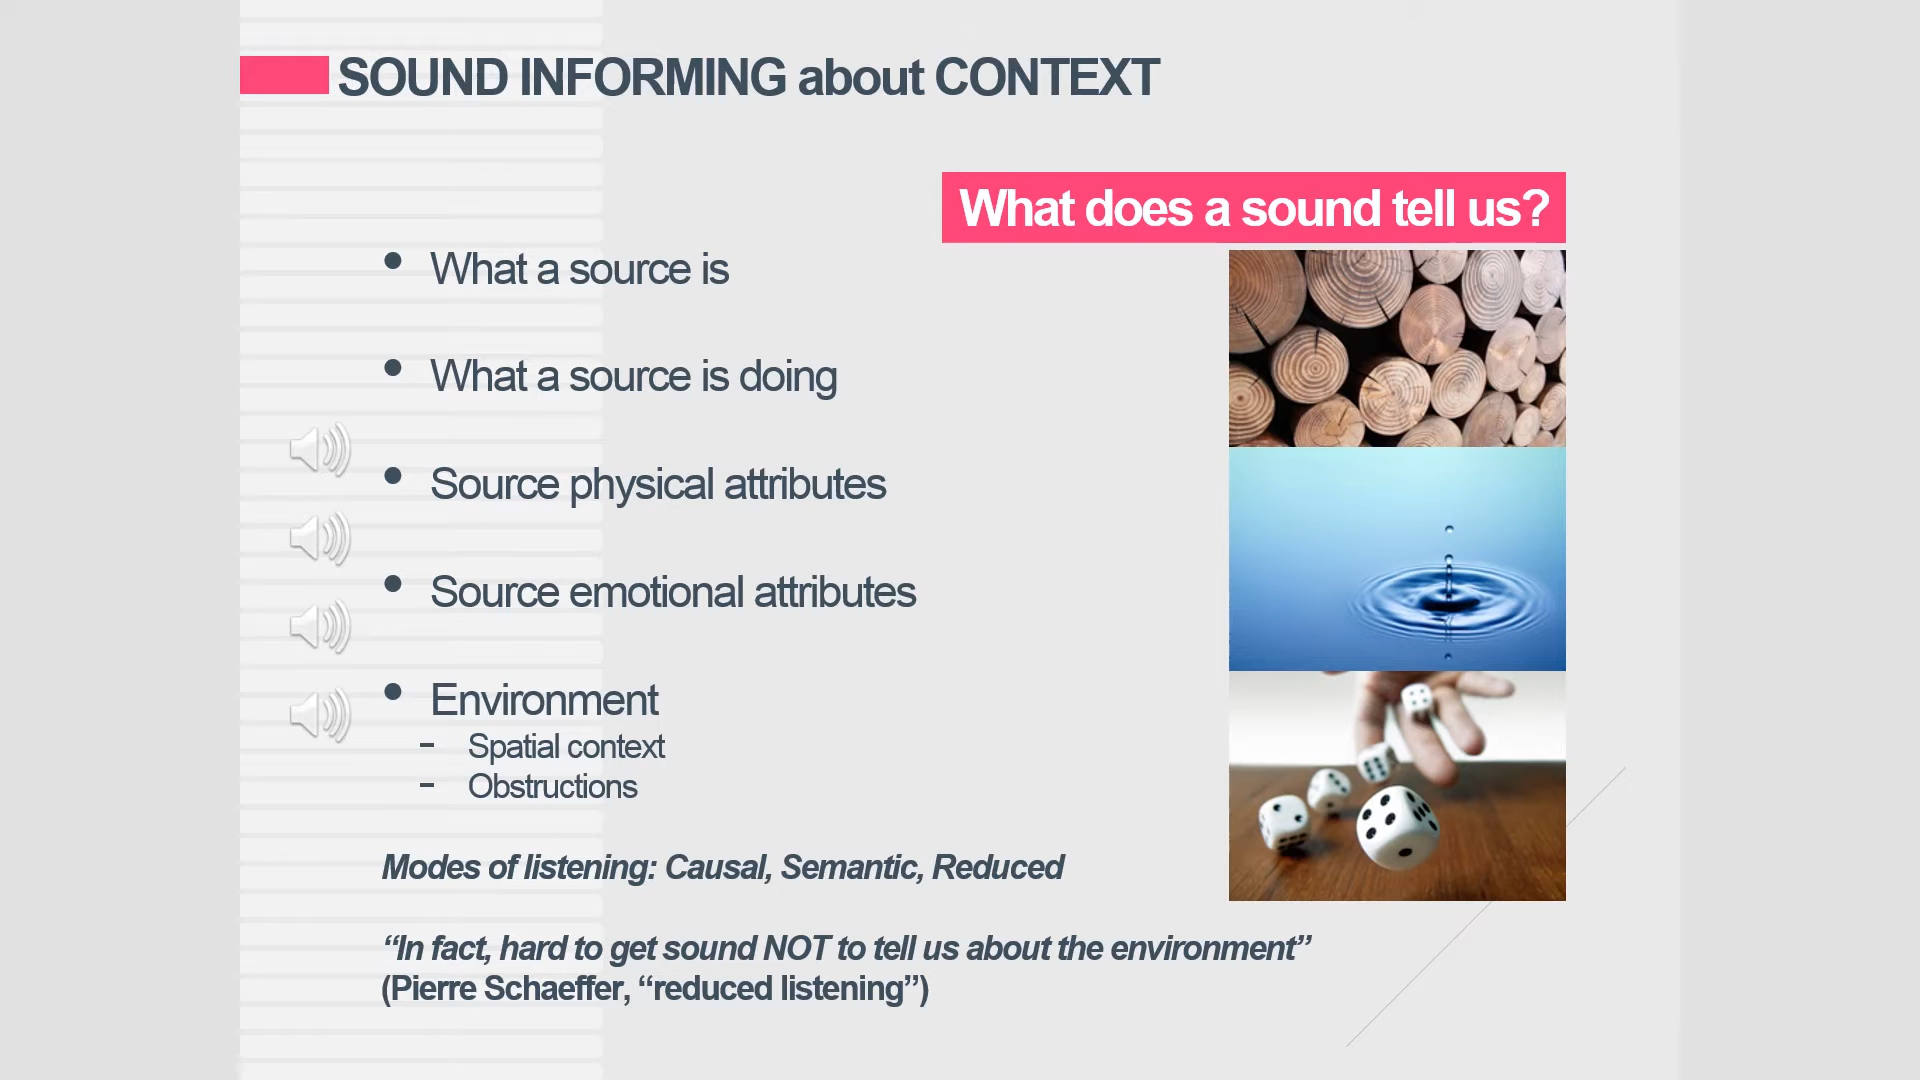 SOUND INFORMING about CONTEXT
What does a sound tell us?
• What a source is
• What a source is doing
• Source physical attributes
• Source emotional attributes
• Environment
- Spatial context
- Obstructions
Modes of listening: Causal, Semantic, Reduced
“In fact, hard to get sound NOT to tell us about the environment”
(Pierre Schaeffer, “reduced listening”)